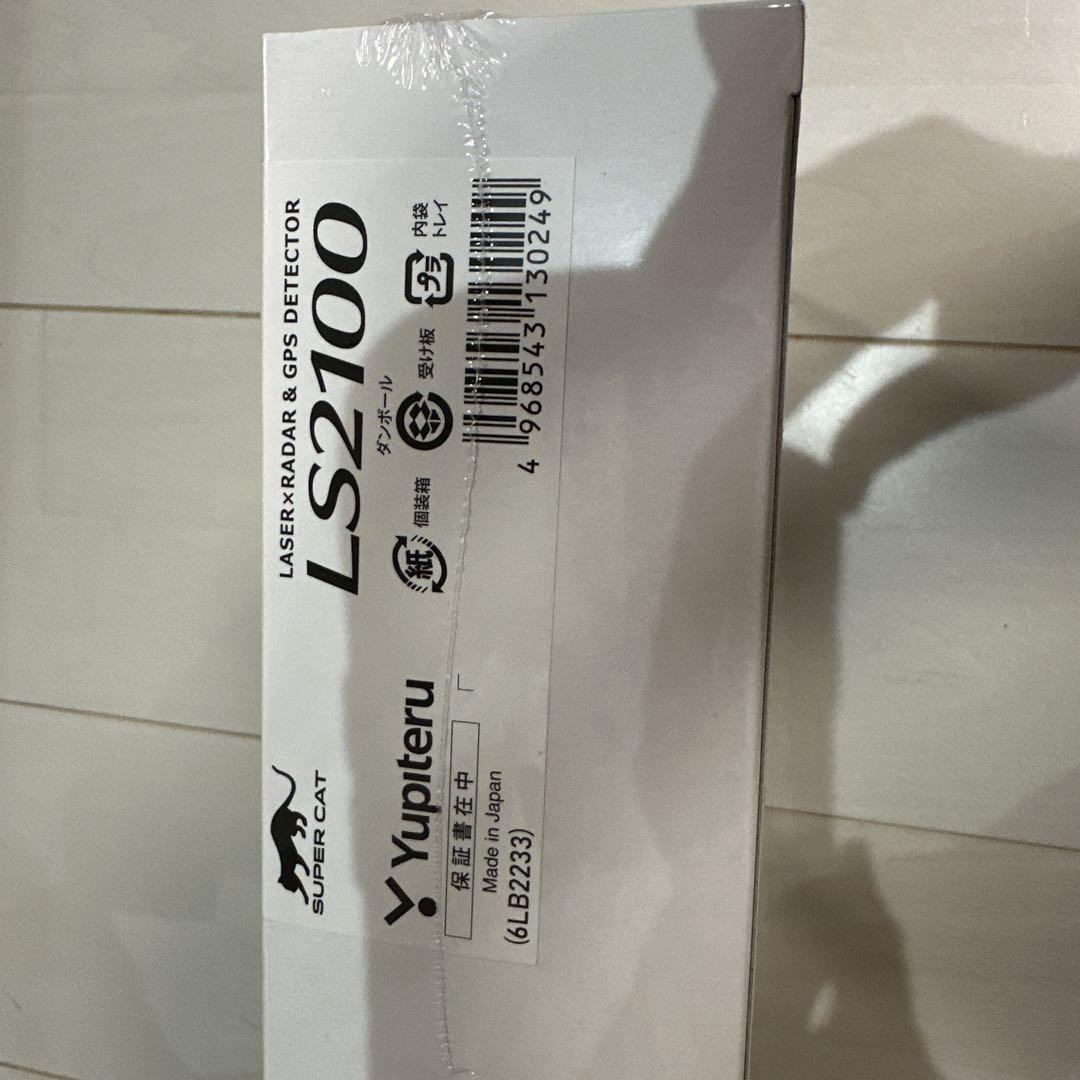 SUPER CAT
LASER×RADAR & GPS DETECTOR
LS2100
Yupiteru
保証書在中
Made in Japan
(6LB2233)
紙
個装箱
ダンボール
受け板
プラ
内袋
トレイ
4 968543 130249